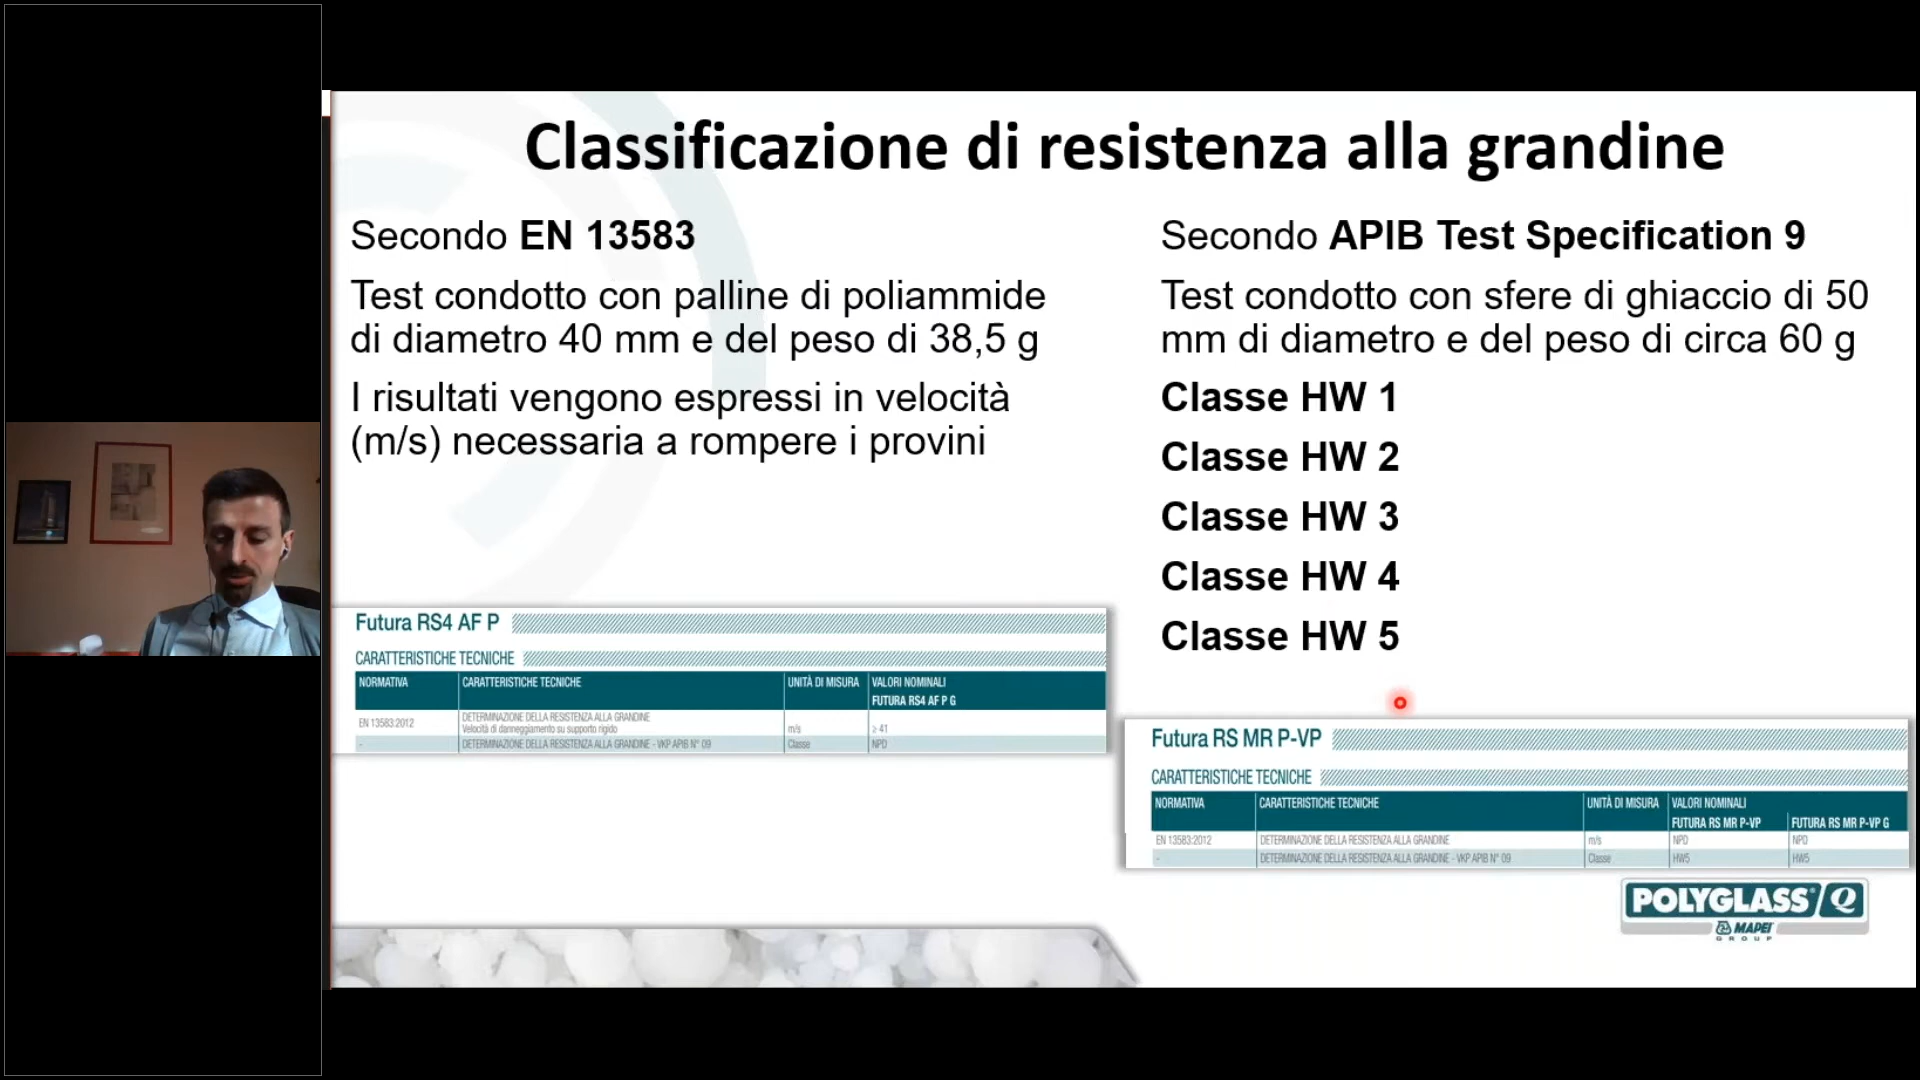 Classificazione di resistenza alla grandine
Secondo EN 13583
Test condotto con palline di poliammide
di diametro 40 mm e del peso di 38,5 g
I risultati vengono espressi in velocità
(m/s) necessaria a rompere i provini
Secondo APIB Test Specification 9
Test condotto con sfere di ghiaccio di 50
mm di diametro e del peso di circa 60 g
Classe HW 1
Classe HW 2
Classe HW 3
Classe HW 4
Classe HW 5
Futura RS4 AF P
CARATTERISTICHE TECNICHE
NORMATIVA CARATTERISTICHE TECNICHE UNITÀ DI MISURA VALORI NOMINALI
FUTURA RS4 AF P G
EN 13583:2012 DETERMINAZIONE DELLA RESISTENZA ALLA GRANDINE
Velocità di danneggiamento su supporto rigido m/s ≥ 41
- DETERMINAZIONE DELLA RESISTENZA ALLA GRANDINE - VKP APIB N° 09 Classe NPD
Futura RS MR P-VP
CARATTERISTICHE TECNICHE
NORMATIVA CARATTERISTICHE TECNICHE UNITÀ DI MISURA VALORI NOMINALI
FUTURA RS MR P-VP FUTURA RS MR P-VP G
EN 13583:2012 DETERMINAZIONE DELLA RESISTENZA ALLA GRANDINE m/s NPD NPD
- DETERMINAZIONE DELLA RESISTENZA ALLA GRANDINE - VKP APIB N° 09 Classe HW5 HW5
POLYGLASS® Q
MAPEI
GROUP